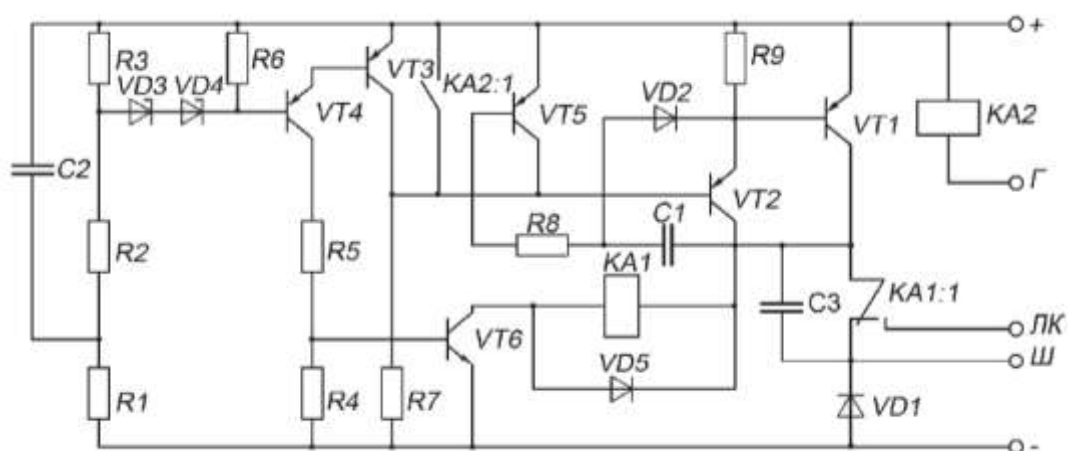 +
R3
R6
R9
VD3
VD4
VT3
KA2:1
VD2
VT4
VT5
VT1
KA2
C2
Г
VT2
C1
R2
R5
R8
KA1
KA1:1
C3
ЛК
VT6
Ш
VD5
R1
R4
R7
VD1
-